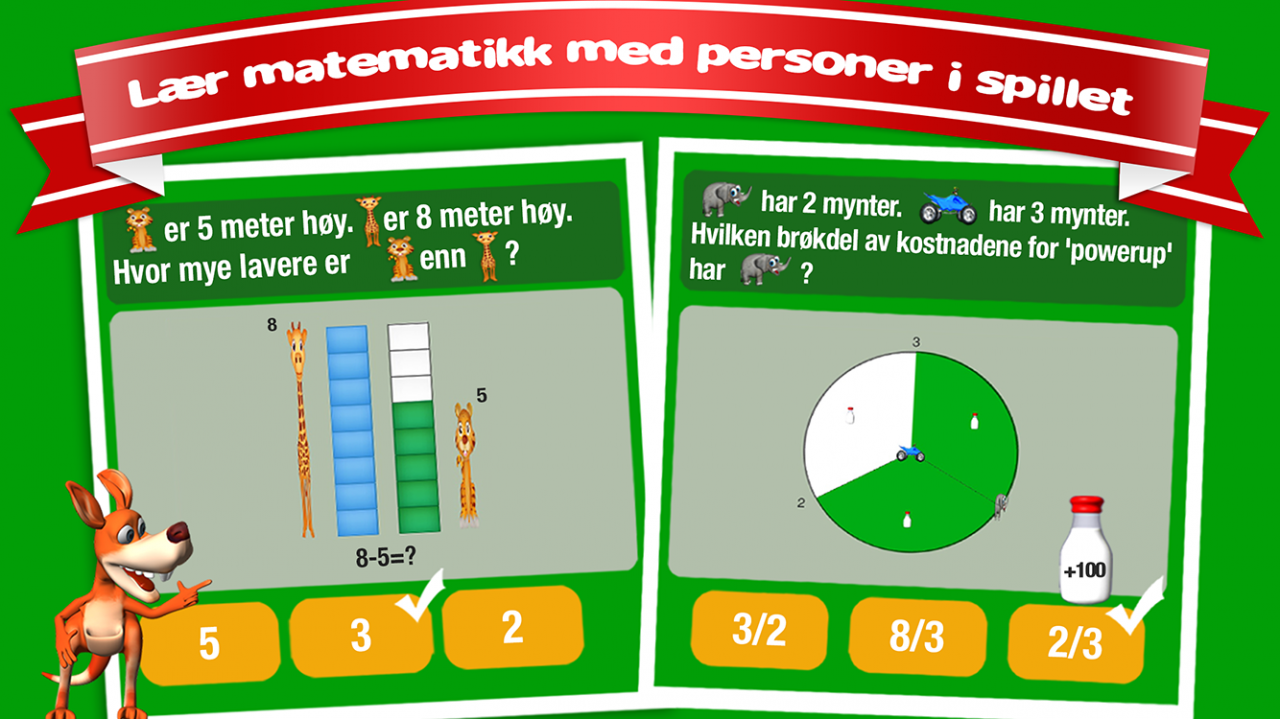 Lær matematikk med personer i spillet
er 5 meter høy. er 8 meter høy.
Hvor mye lavere er enn ?
8
5
8-5=?
5
3
2
har 2 mynter. har 3 mynter.
Hvilken brøkdel av kostnadene for 'powerup'
har ?
3
2
+100
3/2
8/3
2/3